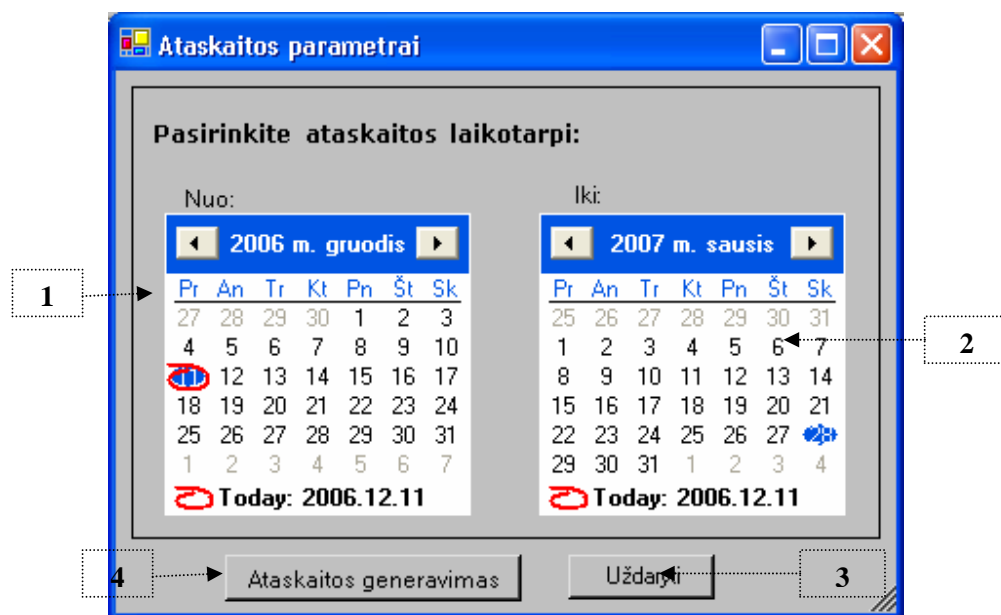 Ataskaitos parametrai
Pasirinkite ataskaitos laikotarpi:
Nuo:
2006 m. gruodis
Pr An Tr Kt Pn Št Sk
27 28 29 30 1 2 3
4 5 6 7 8 9 10
11 12 13 14 15 16 17
18 19 20 21 22 23 24
25 26 27 28 29 30 31
1 2 3 4 5 6 7
Today: 2006.12.11
Iki:
2007 m. sausis
Pr An Tr Kt Pn Št Sk
25 26 27 28 29 30 31
1 2 3 4 5 6 7
8 9 10 11 12 13 14
15 16 17 18 19 20 21
22 23 24 25 26 27 28
29 30 31 1 2 3 4
Today: 2006.12.11
1
2
4
Ataskaitos generavimas
Uždaryti
3